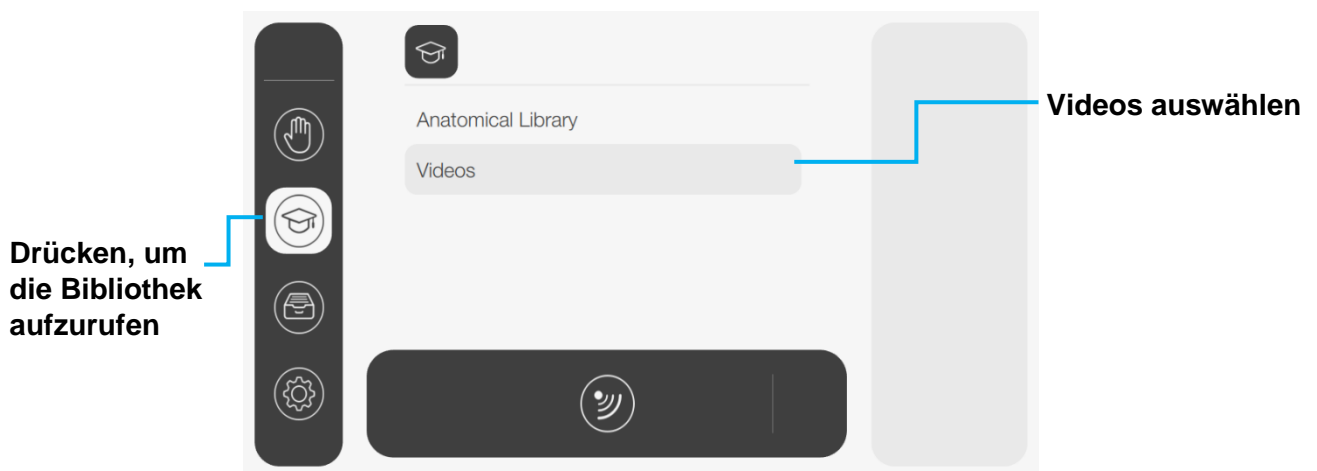 Anatomical Library
Videos auswählen
Videos
Drücken, um
die Bibliothek
aufzurufen